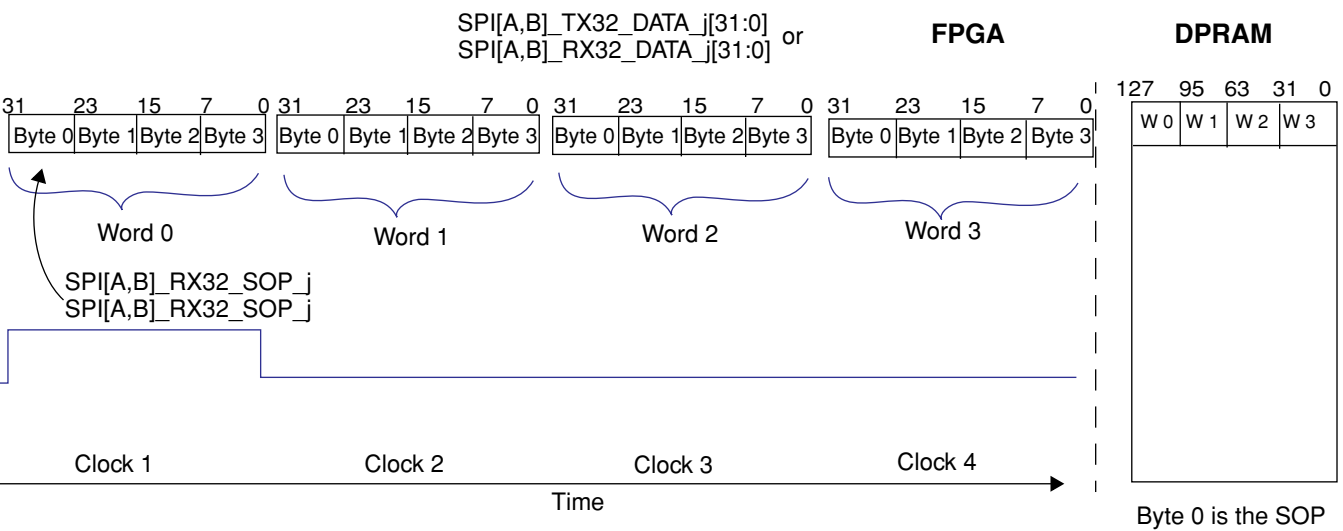 SPI[A,B]_TX32_DATA_j[31:0] or
SPI[A,B]_RX32_DATA_j[31:0]
FPGA
DPRAM
31 23 15 7 0 31 23 15 7 0 31 23 15 7 0 31 23 15 7 0
127 95 63 31 0
Byte 0 Byte 1 Byte 2 Byte 3 Byte 0 Byte 1 Byte 2 Byte 3 Byte 0 Byte 1 Byte 2 Byte 3 Byte 0 Byte 1 Byte 2 Byte 3
W 0 W 1 W 2 W 3
Word 0 Word 1 Word 2 Word 3
SPI[A,B]_RX32_SOP_j
SPI[A,B]_RX32_SOP_j
Clock 1 Clock 2 Clock 3 Clock 4
Time
Byte 0 is the SOP